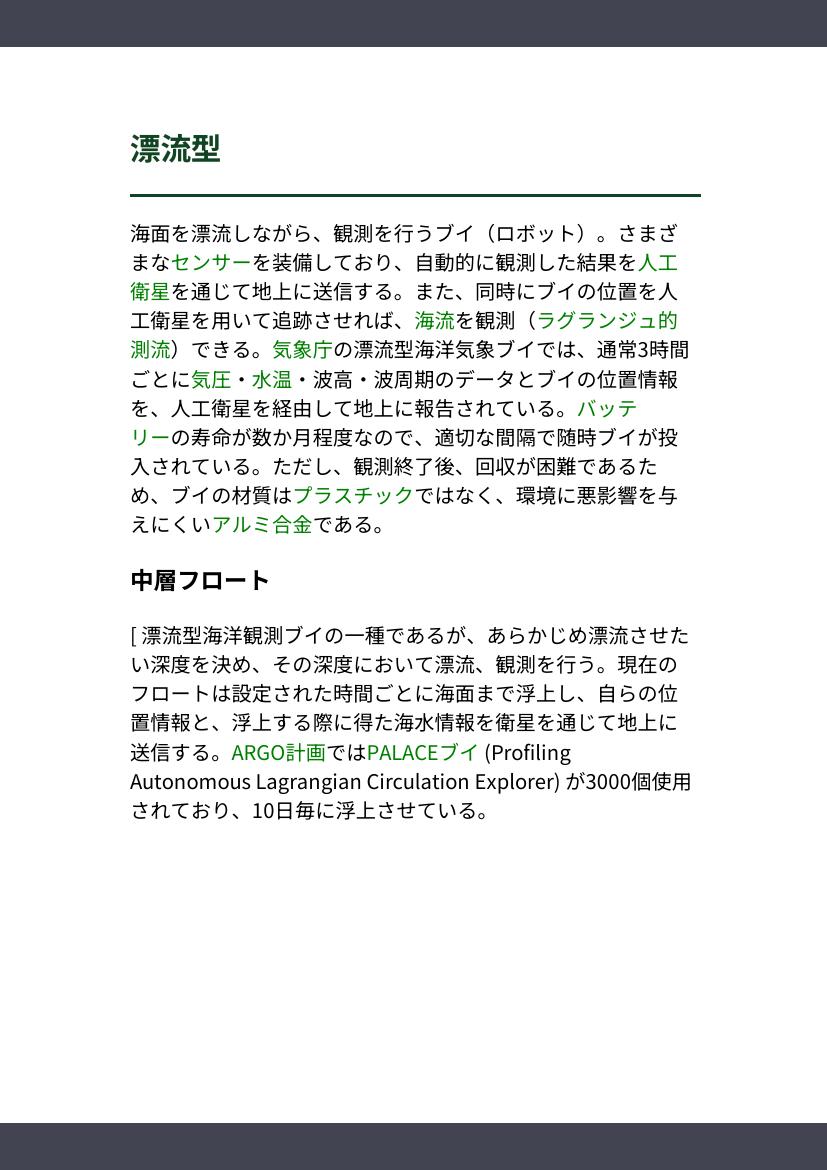 漂流型
海面を漂流しながら、観測を行うブイ（ロボット）。さまざ
まなセンサーを装備しており、自動的に観測した結果を人工
衛星を通じて地上に送信する。また、同時にブイの位置を人
工衛星を用いて追跡させれば、海流を観測（ラグランジュ的
測流）できる。気象庁の漂流型海洋気象ブイでは、通常3時間
ごとに気圧・水温・波高・波周期のデータとブイの位置情報
を、人工衛星を経由して地上に報告されている。バッテ
リーの寿命が数か月程度なので、適切な間隔で随時ブイが投
入されている。ただし、観測終了後、回収が困難であるた
め、ブイの材質はプラスチックではなく、環境に悪影響を与
えにくいアルミ合金である。
中層フロート
[ 漂流型海洋観測ブイの一種であるが、あらかじめ漂流させた
い深度を決め、その深度において漂流、観測を行う。現在の
フロートは設定された時間ごとに海面まで浮上し、自らの位
置情報と、浮上する際に得た海水情報を衛星を通じて地上に
送信する。ARGO計画ではPALACEブイ (Profiling
Autonomous Lagrangian Circulation Explorer) が3000個使用
されており、10日毎に浮上させている。